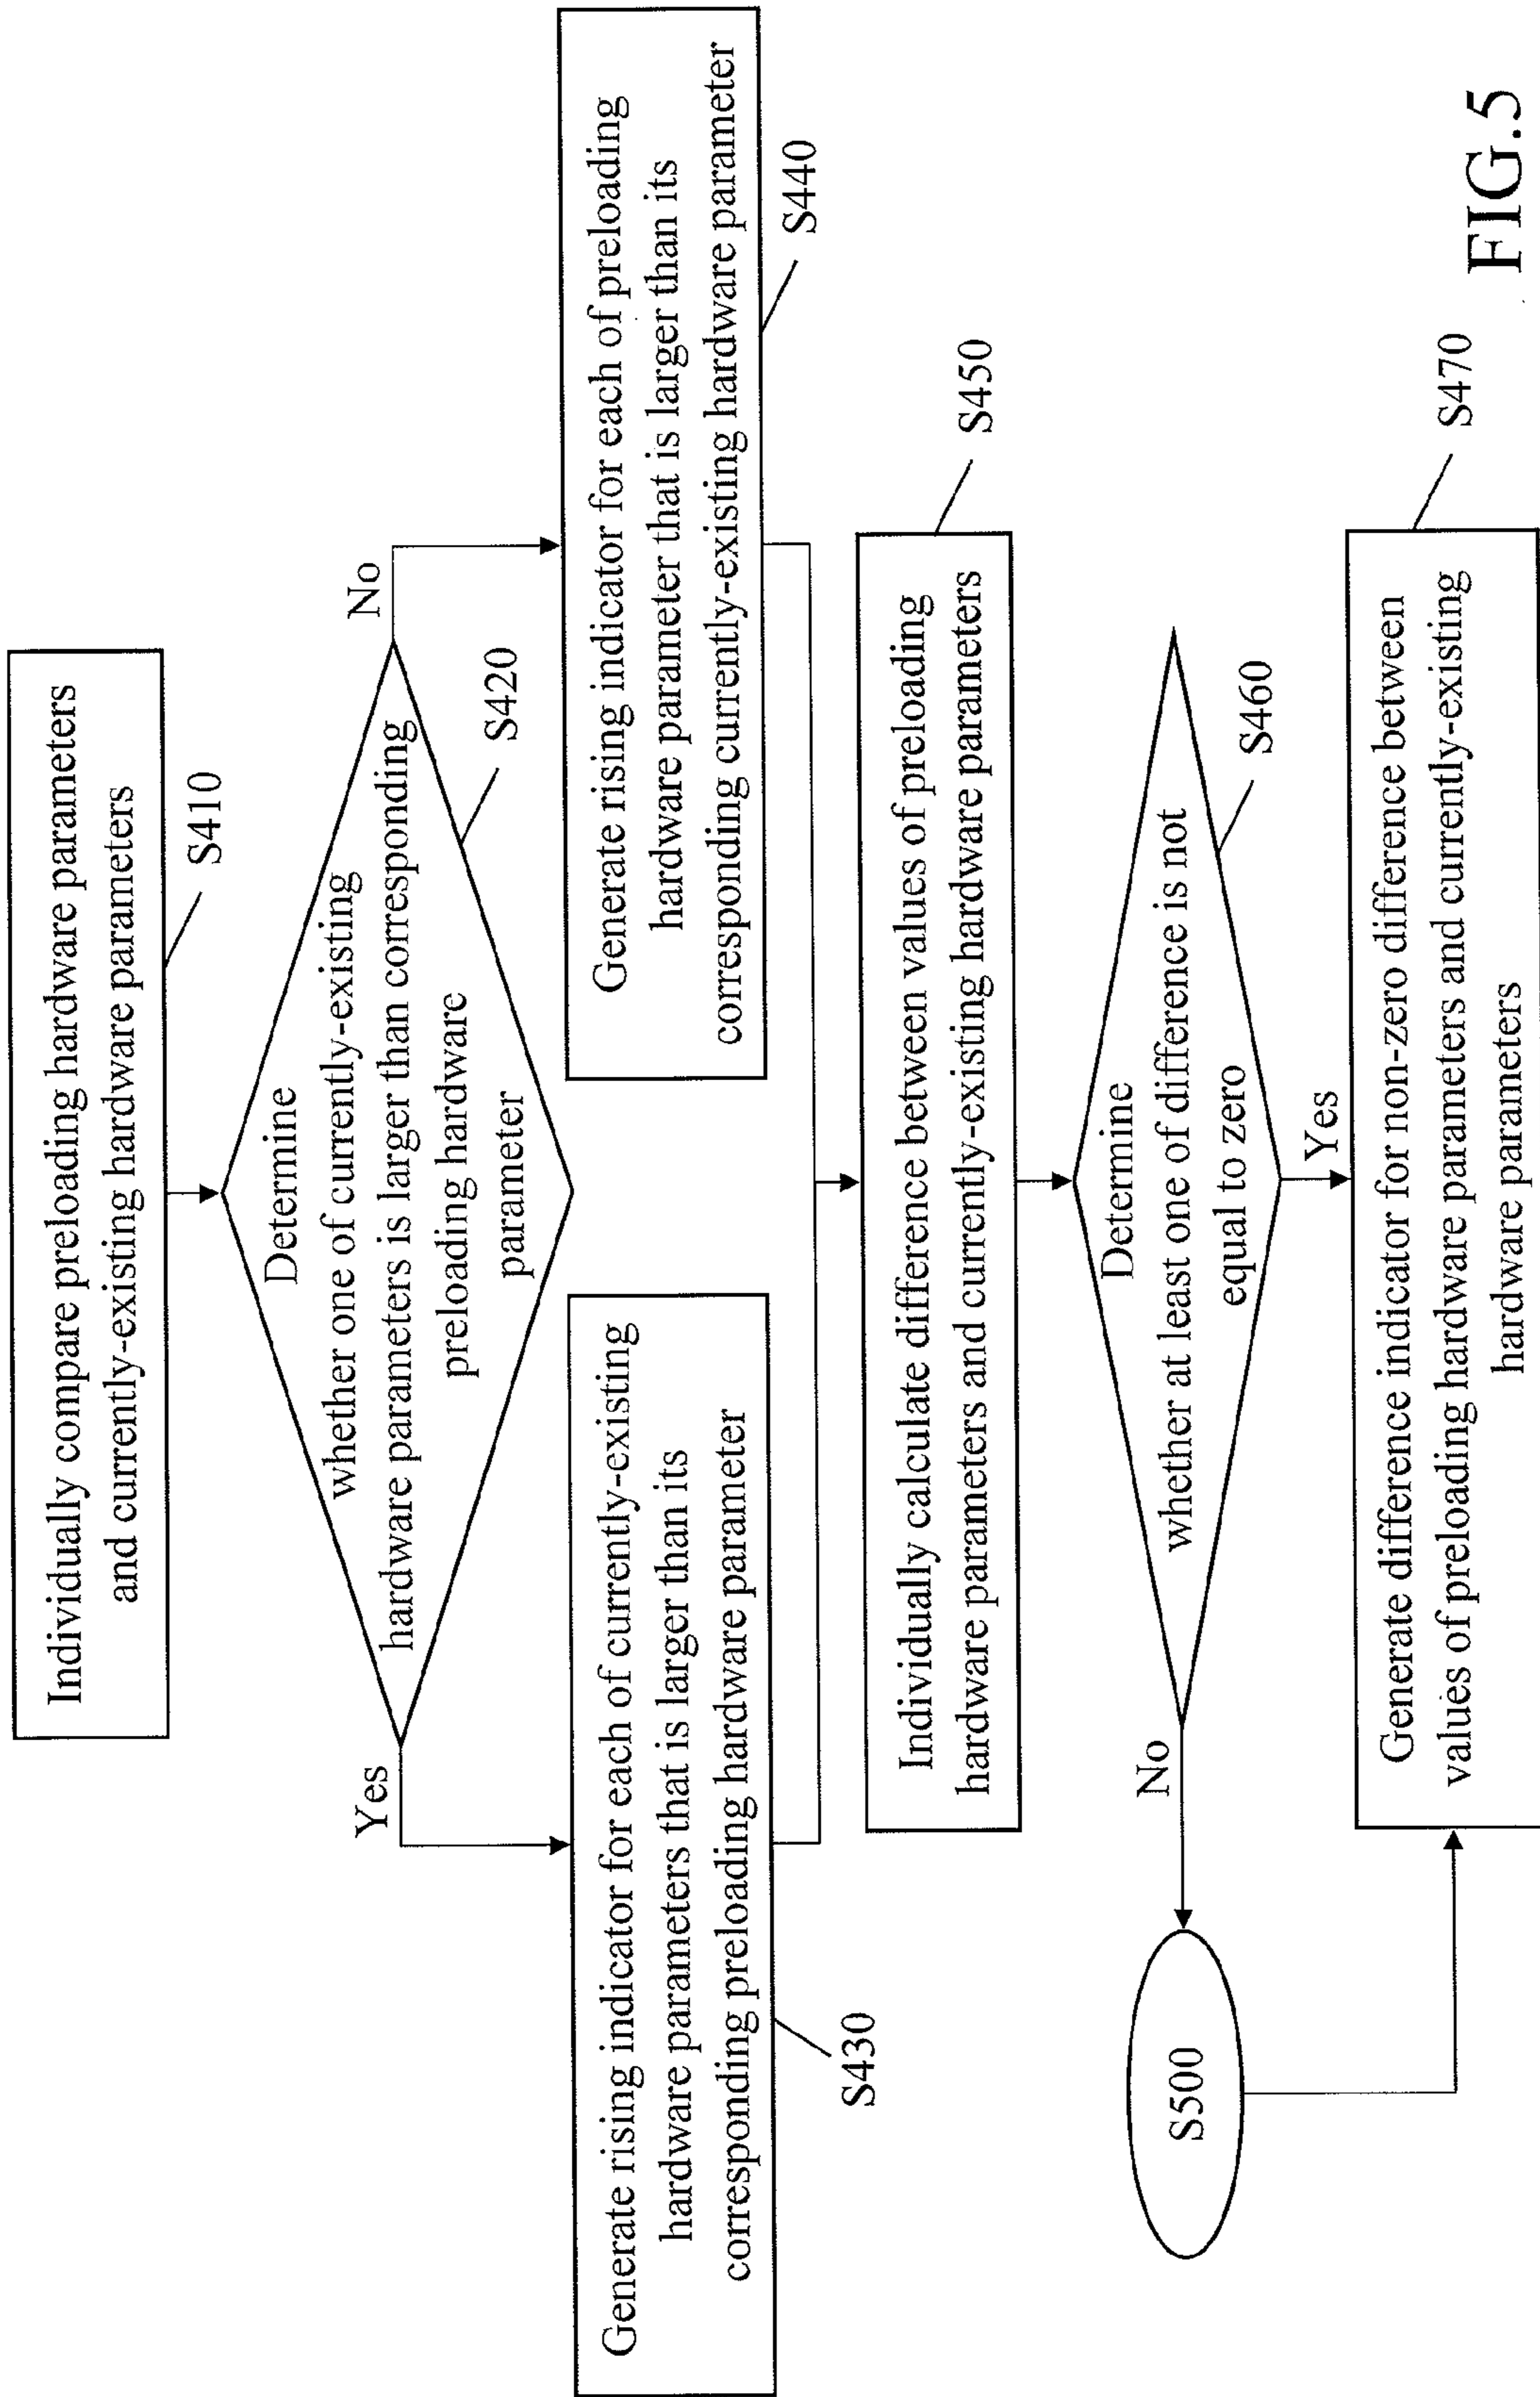 Individually compare preloading hardware parameters
and currently-existing hardware parameters
S410
Determine
whether one of currently-existing
hardware parameters is larger than corresponding
preloading hardware
parameter
S420
Yes
No
Generate rising indicator for each of currently-existing
hardware parameters that is larger than its
corresponding preloading hardware parameter
S430
Generate rising indicator for each of preloading
hardware parameter that is larger than its
corresponding currently-existing hardware parameter
S440
Individually calculate difference between values of preloading
hardware parameters and currently-existing hardware parameters
S450
Determine
whether at least one of difference is not
equal to zero
S460
No
Yes
S500
Generate difference indicator for non-zero difference between
values of preloading hardware parameters and currently-existing
hardware parameters
S470
FIG.5